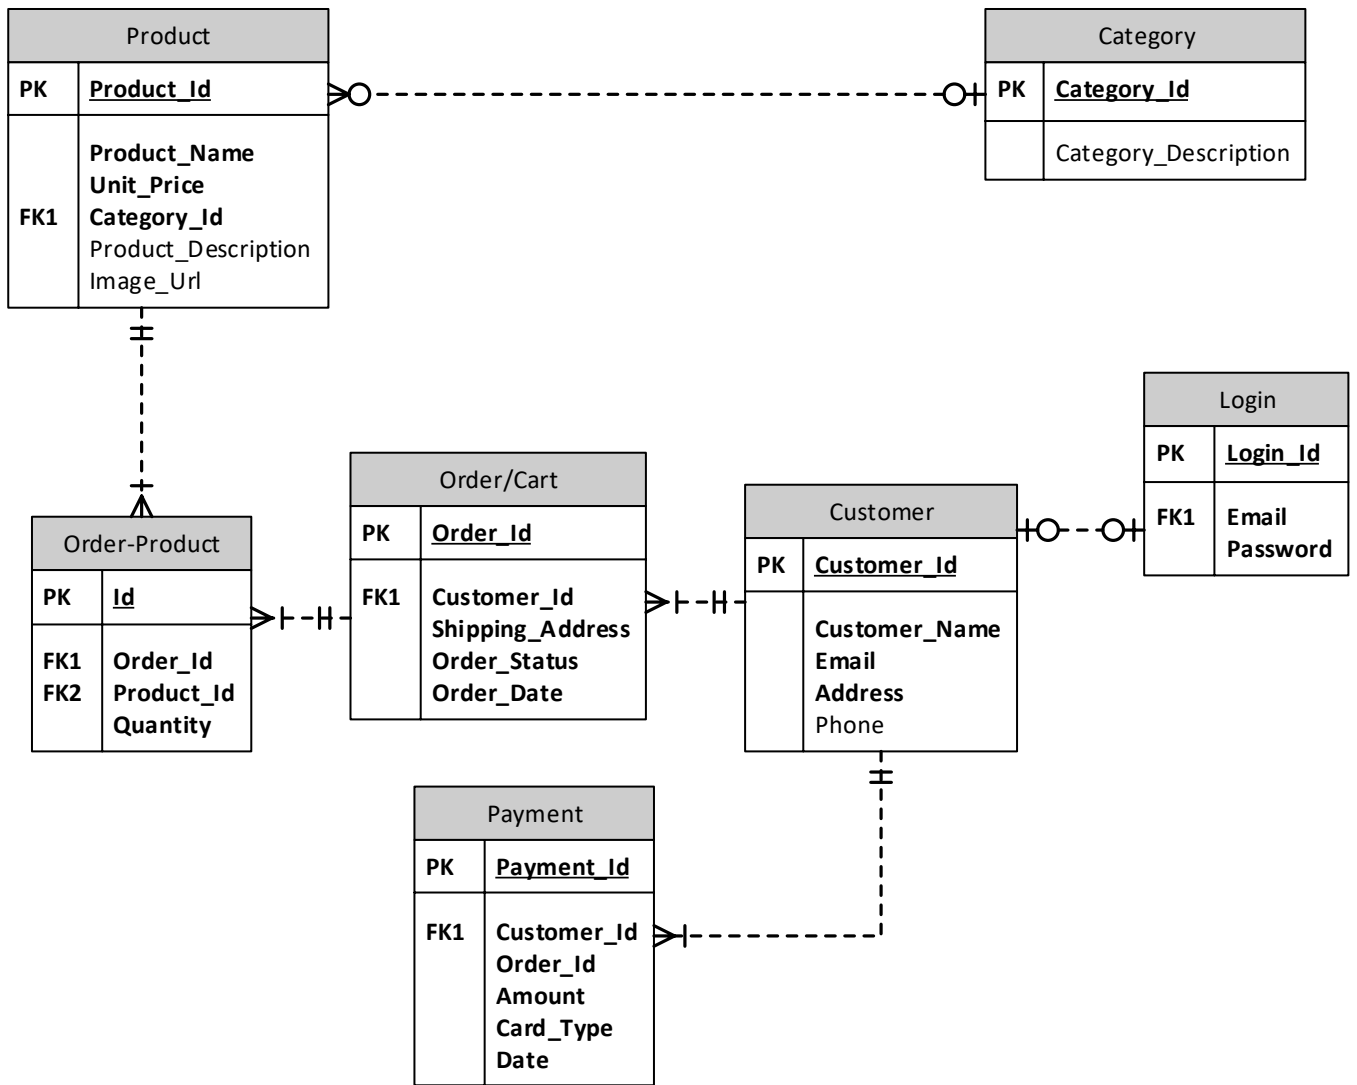 Product
PK Product_Id
Product_Name
Unit_Price
FK1 Category_Id
Product_Description
Image_Url
Category
PK Category_Id
Category_Description
Login
PK Login_Id
FK1 Email
Password
Order/Cart
PK Order_Id
FK1 Customer_Id
Shipping_Address
Order_Status
Order_Date
Customer
PK Customer_Id
Customer_Name
Email
Address
Phone
Order-Product
PK Id
FK1 Order_Id
FK2 Product_Id
Quantity
Payment
PK Payment_Id
FK1 Customer_Id
Order_Id
Amount
Card_Type
Date